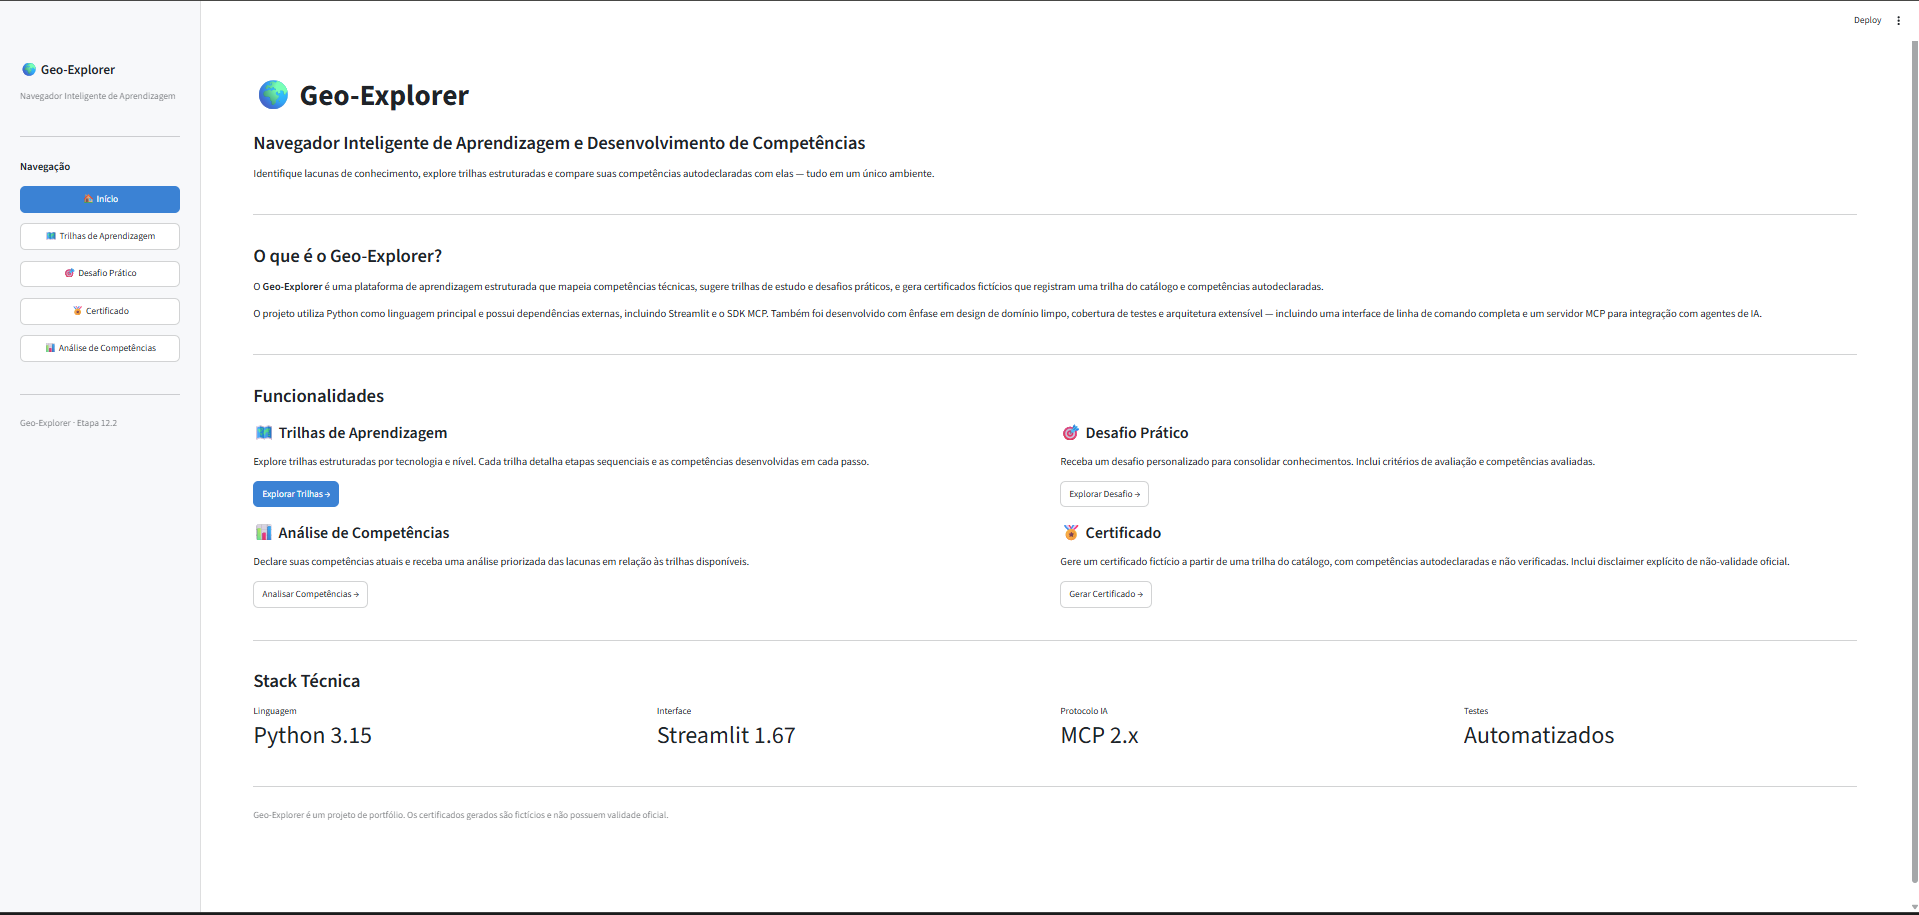 Deploy
Geo-Explorer
Navegador Inteligente de Aprendizagem
Navegação
Início
Trilhas de Aprendizagem
Desafio Prático
Certificado
Análise de Competências
Geo-Explorer · Etapa 12.2
Geo-Explorer
Navegador Inteligente de Aprendizagem e Desenvolvimento de Competências
Identifique lacunas de conhecimento, explore trilhas estruturadas e compare suas competências autodeclaradas com elas — tudo em um único ambiente.
O que é o Geo-Explorer?
O Geo-Explorer é uma plataforma de aprendizagem estruturada que mapeia competências técnicas, sugere trilhas de estudo e desafios práticos, e gera certificados fictícios que registram uma trilha do catálogo e competências autodeclaradas.
O projeto utiliza Python como linguagem principal e possui dependências externas, incluindo Streamlit e o SDK MCP. Também foi desenvolvido com ênfase em design de domínio limpo, cobertura de testes e arquitetura extensível — incluindo uma interface de linha de comando completa e um servidor MCP para integração com agentes de IA.
Funcionalidades
Trilhas de Aprendizagem
Explore trilhas estruturadas por tecnologia e nível. Cada trilha detalha etapas sequenciais e as competências desenvolvidas em cada passo.
Explorar Trilhas →
Desafio Prático
Receba um desafio personalizado para consolidar conhecimentos. Inclui critérios de avaliação e competências avaliadas.
Explorar Desafio →
Análise de Competências
Declare suas competências atuais e receba uma análise priorizada das lacunas em relação às trilhas disponíveis.
Analisar Competências →
Certificado
Gere um certificado fictício a partir de uma trilha do catálogo, com competências autodeclaradas e não verificadas. Inclui disclaimer explícito de não-validade oficial.
Gerar Certificado →
Stack Técnica
Linguagem
Python 3.15
Interface
Streamlit 1.67
Protocolo IA
MCP 2.x
Testes
Automatizados
Geo-Explorer é um projeto de portfólio. Os certificados gerados são fictícios e não possuem validade oficial.